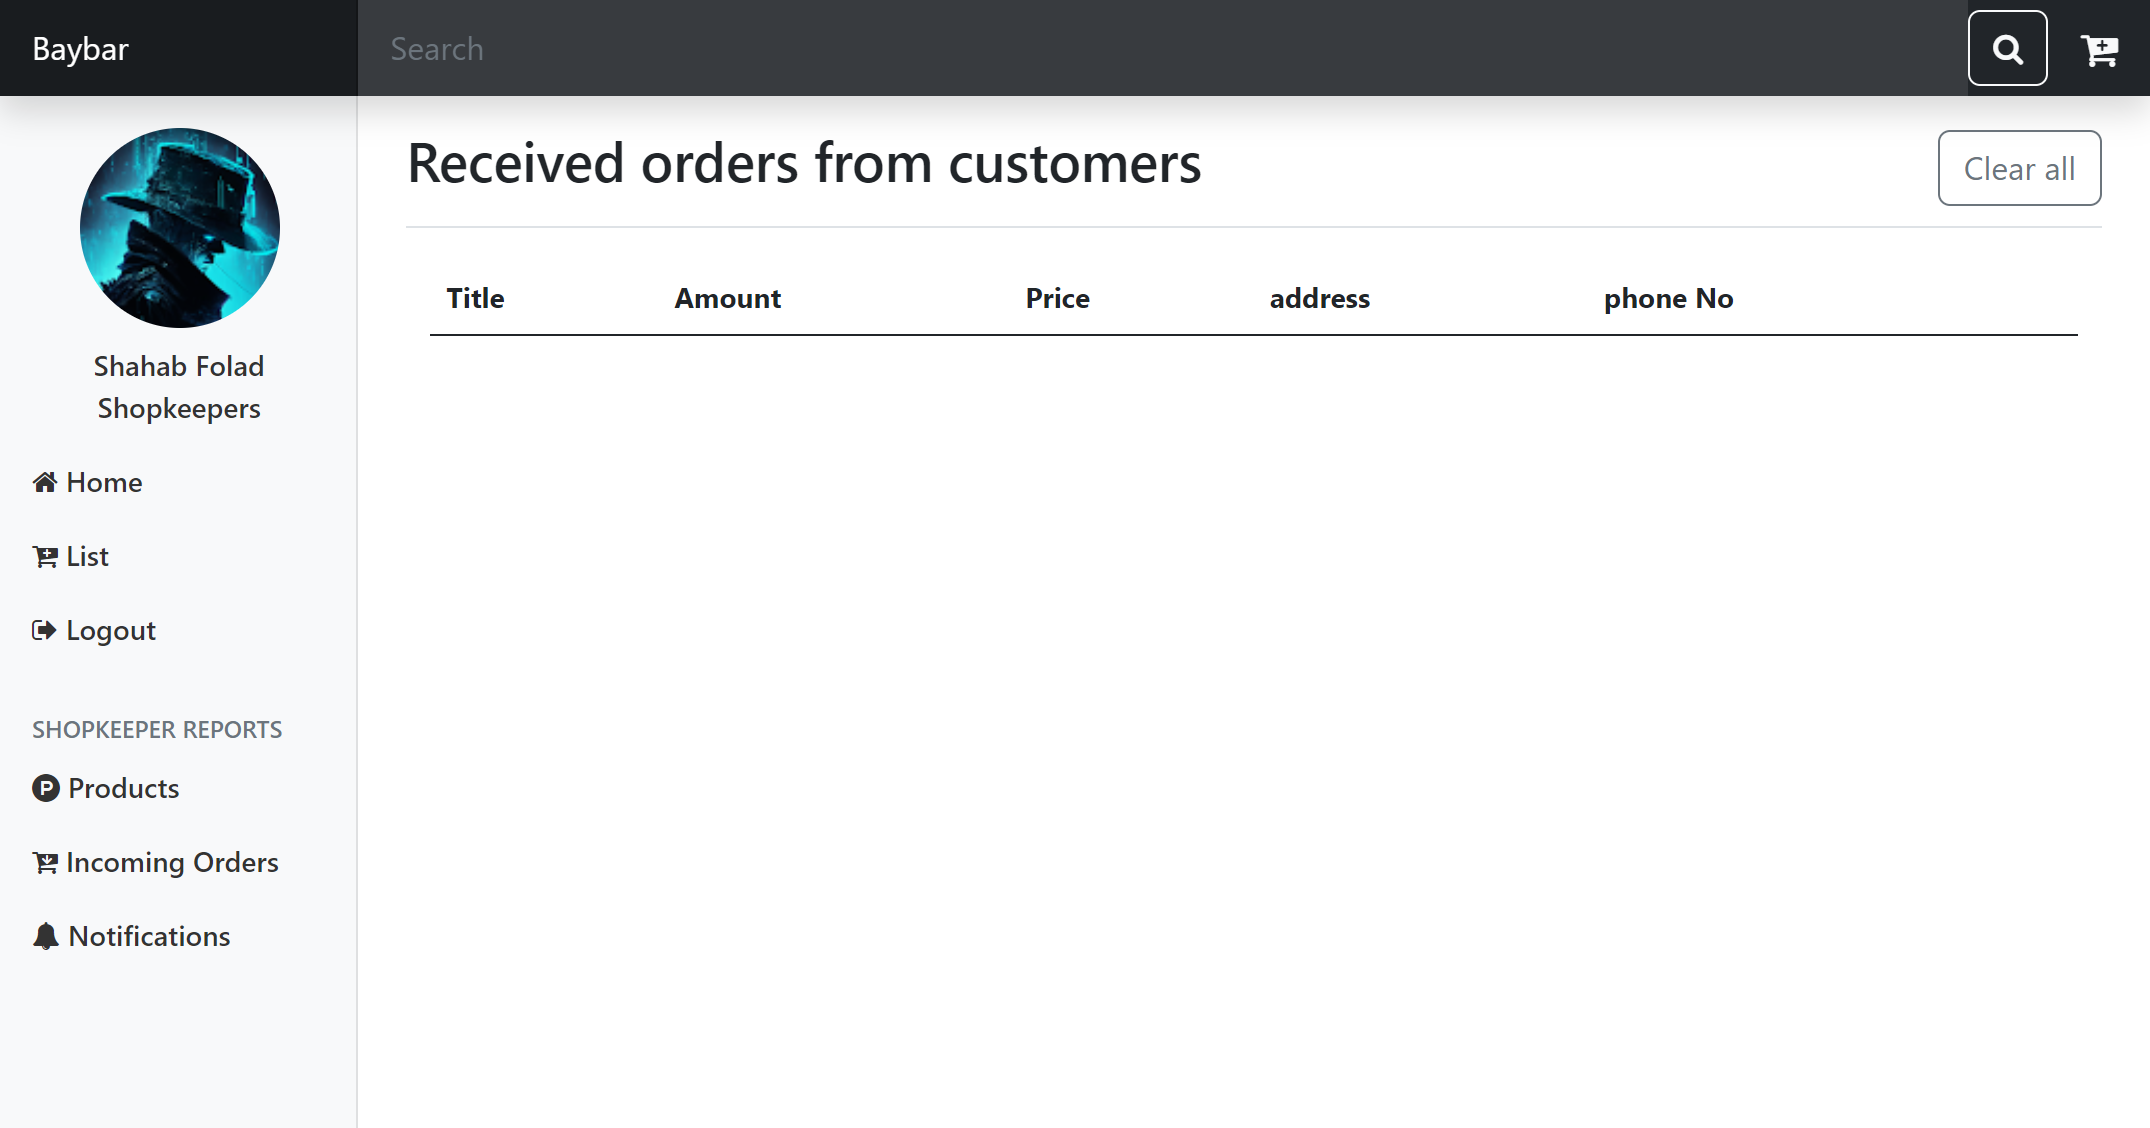 Baybar
Search
Shahab Folad
Shopkeepers
Home
List
Logout
SHOPKEEPER REPORTS
Products
Incoming Orders
Notifications
Received orders from customers
Clear all
Title Amount Price address phone No